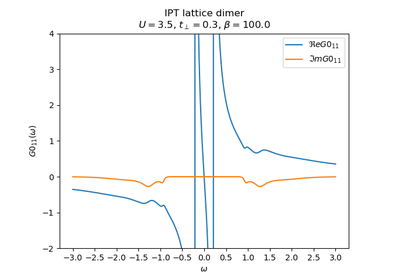 IPT lattice dimer
U = 3.5, t⊥ = 0.3, β = 100.0
4
3
2
1
0
−1
−2
G0₁₁(ω)
ℜeG0₁₁
ℑmG0₁₁
−3.0 −2.5 −2.0 −1.5 −1.0 −0.5 0.0 0.5 1.0 1.5 2.0 2.5 3.0
ω